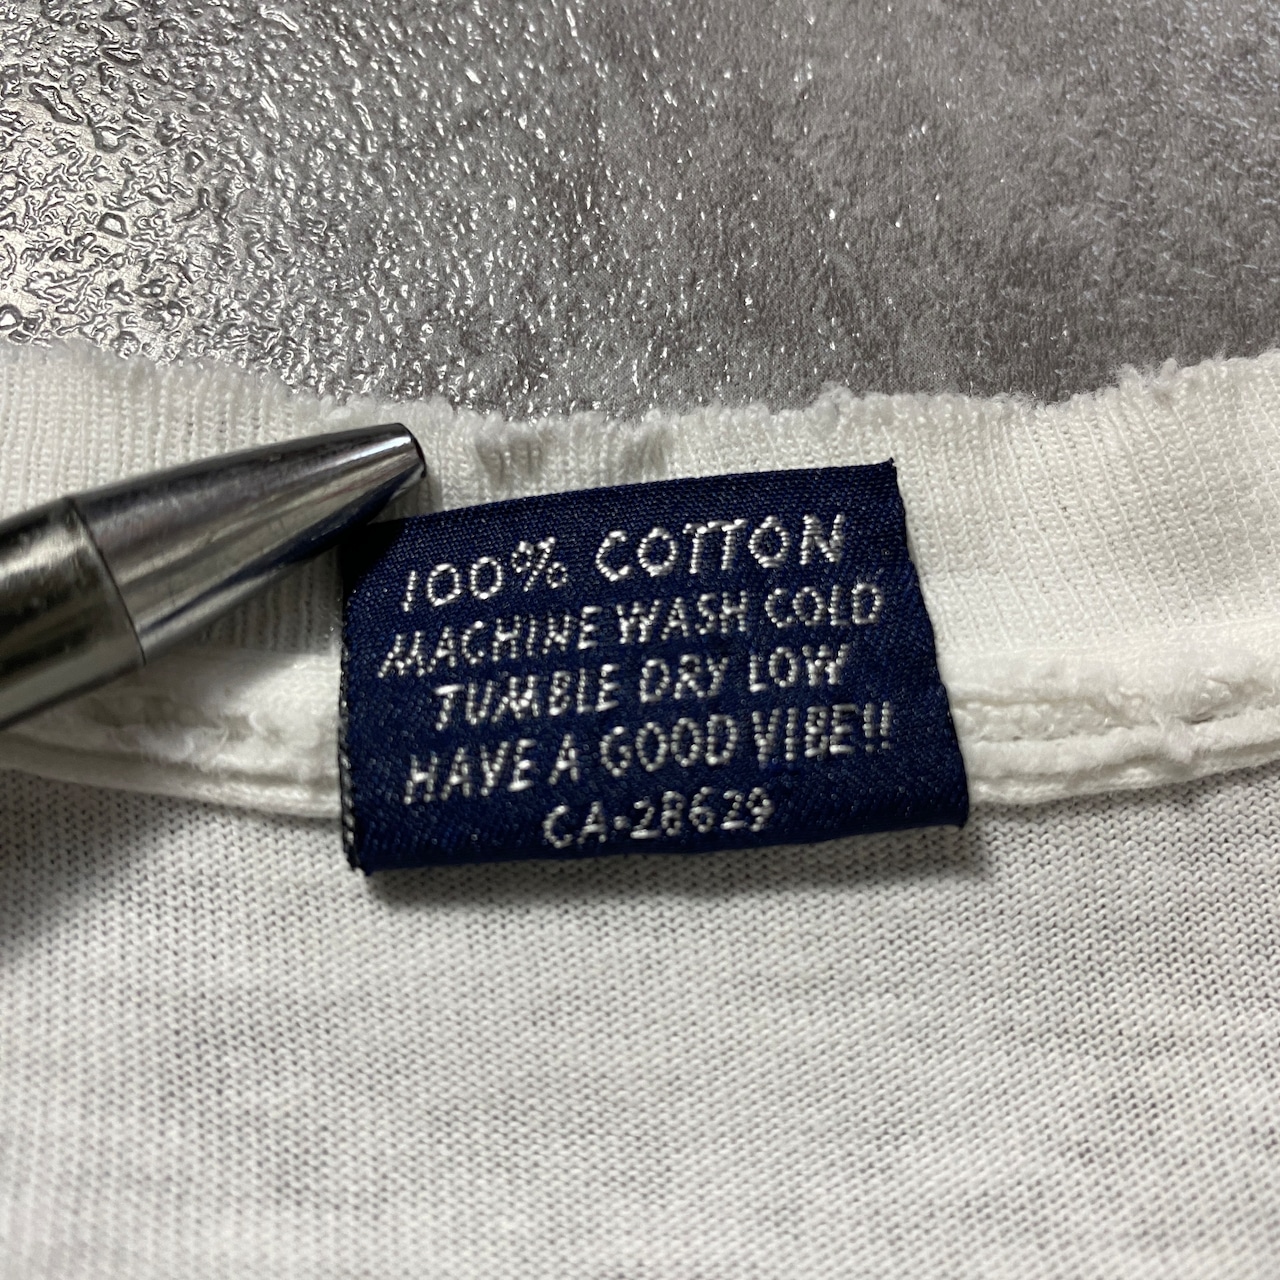 100% COTTON
MACHINE WASH COLD
TUMBLE DRY LOW
HAVE A GOOD VIBE!!
CA-28629